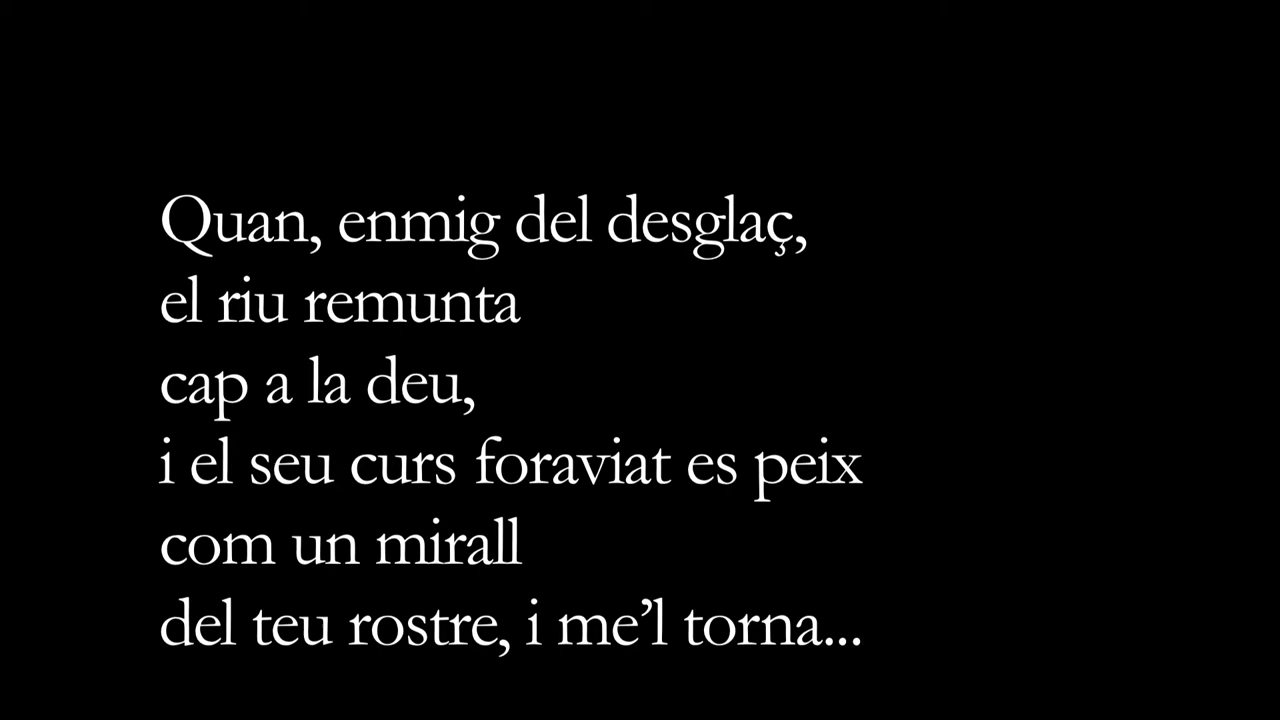 Quan, enmig del desglaç,
el riu remunta
cap a la deu,
i el seu curs foraviat es peix
com un mirall
del teu rostre, i me’l torna...